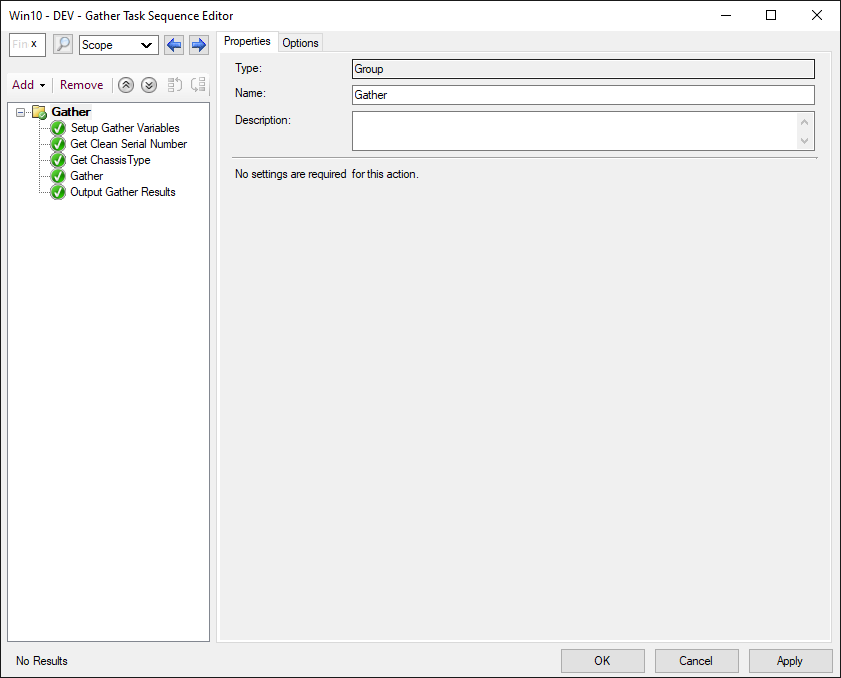 Win10 - DEV - Gather Task Sequence Editor
Fin x
Scope
Properties
Options
Add
Remove
Gather
Setup Gather Variables
Get Clean Serial Number
Get ChassisType
Gather
Output Gather Results
Type:
Group
Name:
Gather
Description:
No settings are required for this action.
No Results
OK
Cancel
Apply